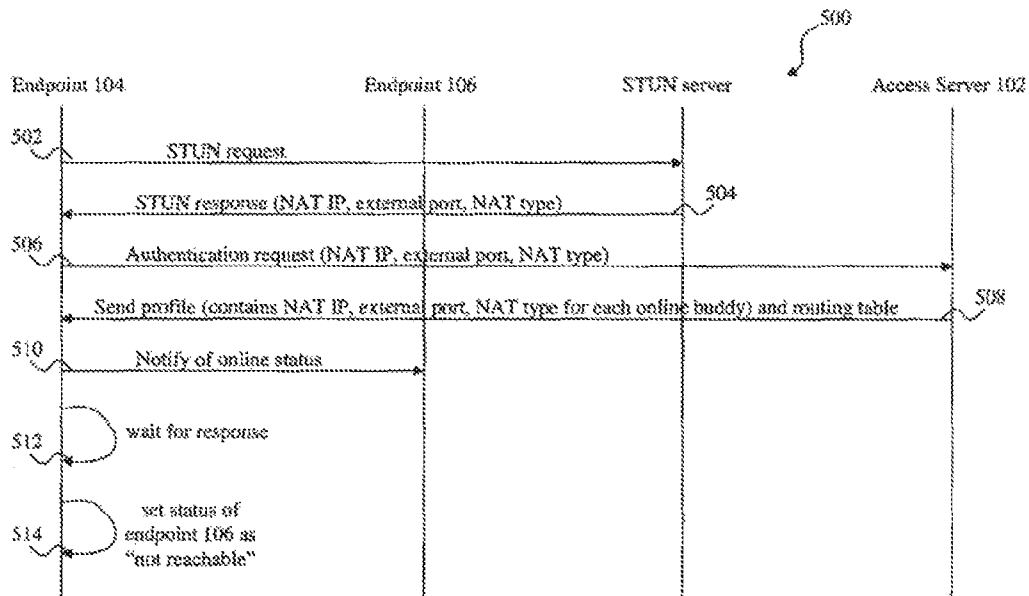 500
Endpoint 104 Endpoint 106 STUN server Access Server 102
502
STUN request
STUN response (NAT IP, external port, NAT type)
504
506
Authentication request (NAT IP, external port, NAT type)
Send profile (contains NAT IP, external port, NAT type for each online buddy) and routing table
508
510
Notify of online status
wait for response
512
set status of
endpoint 106 as
"not reachable"
514